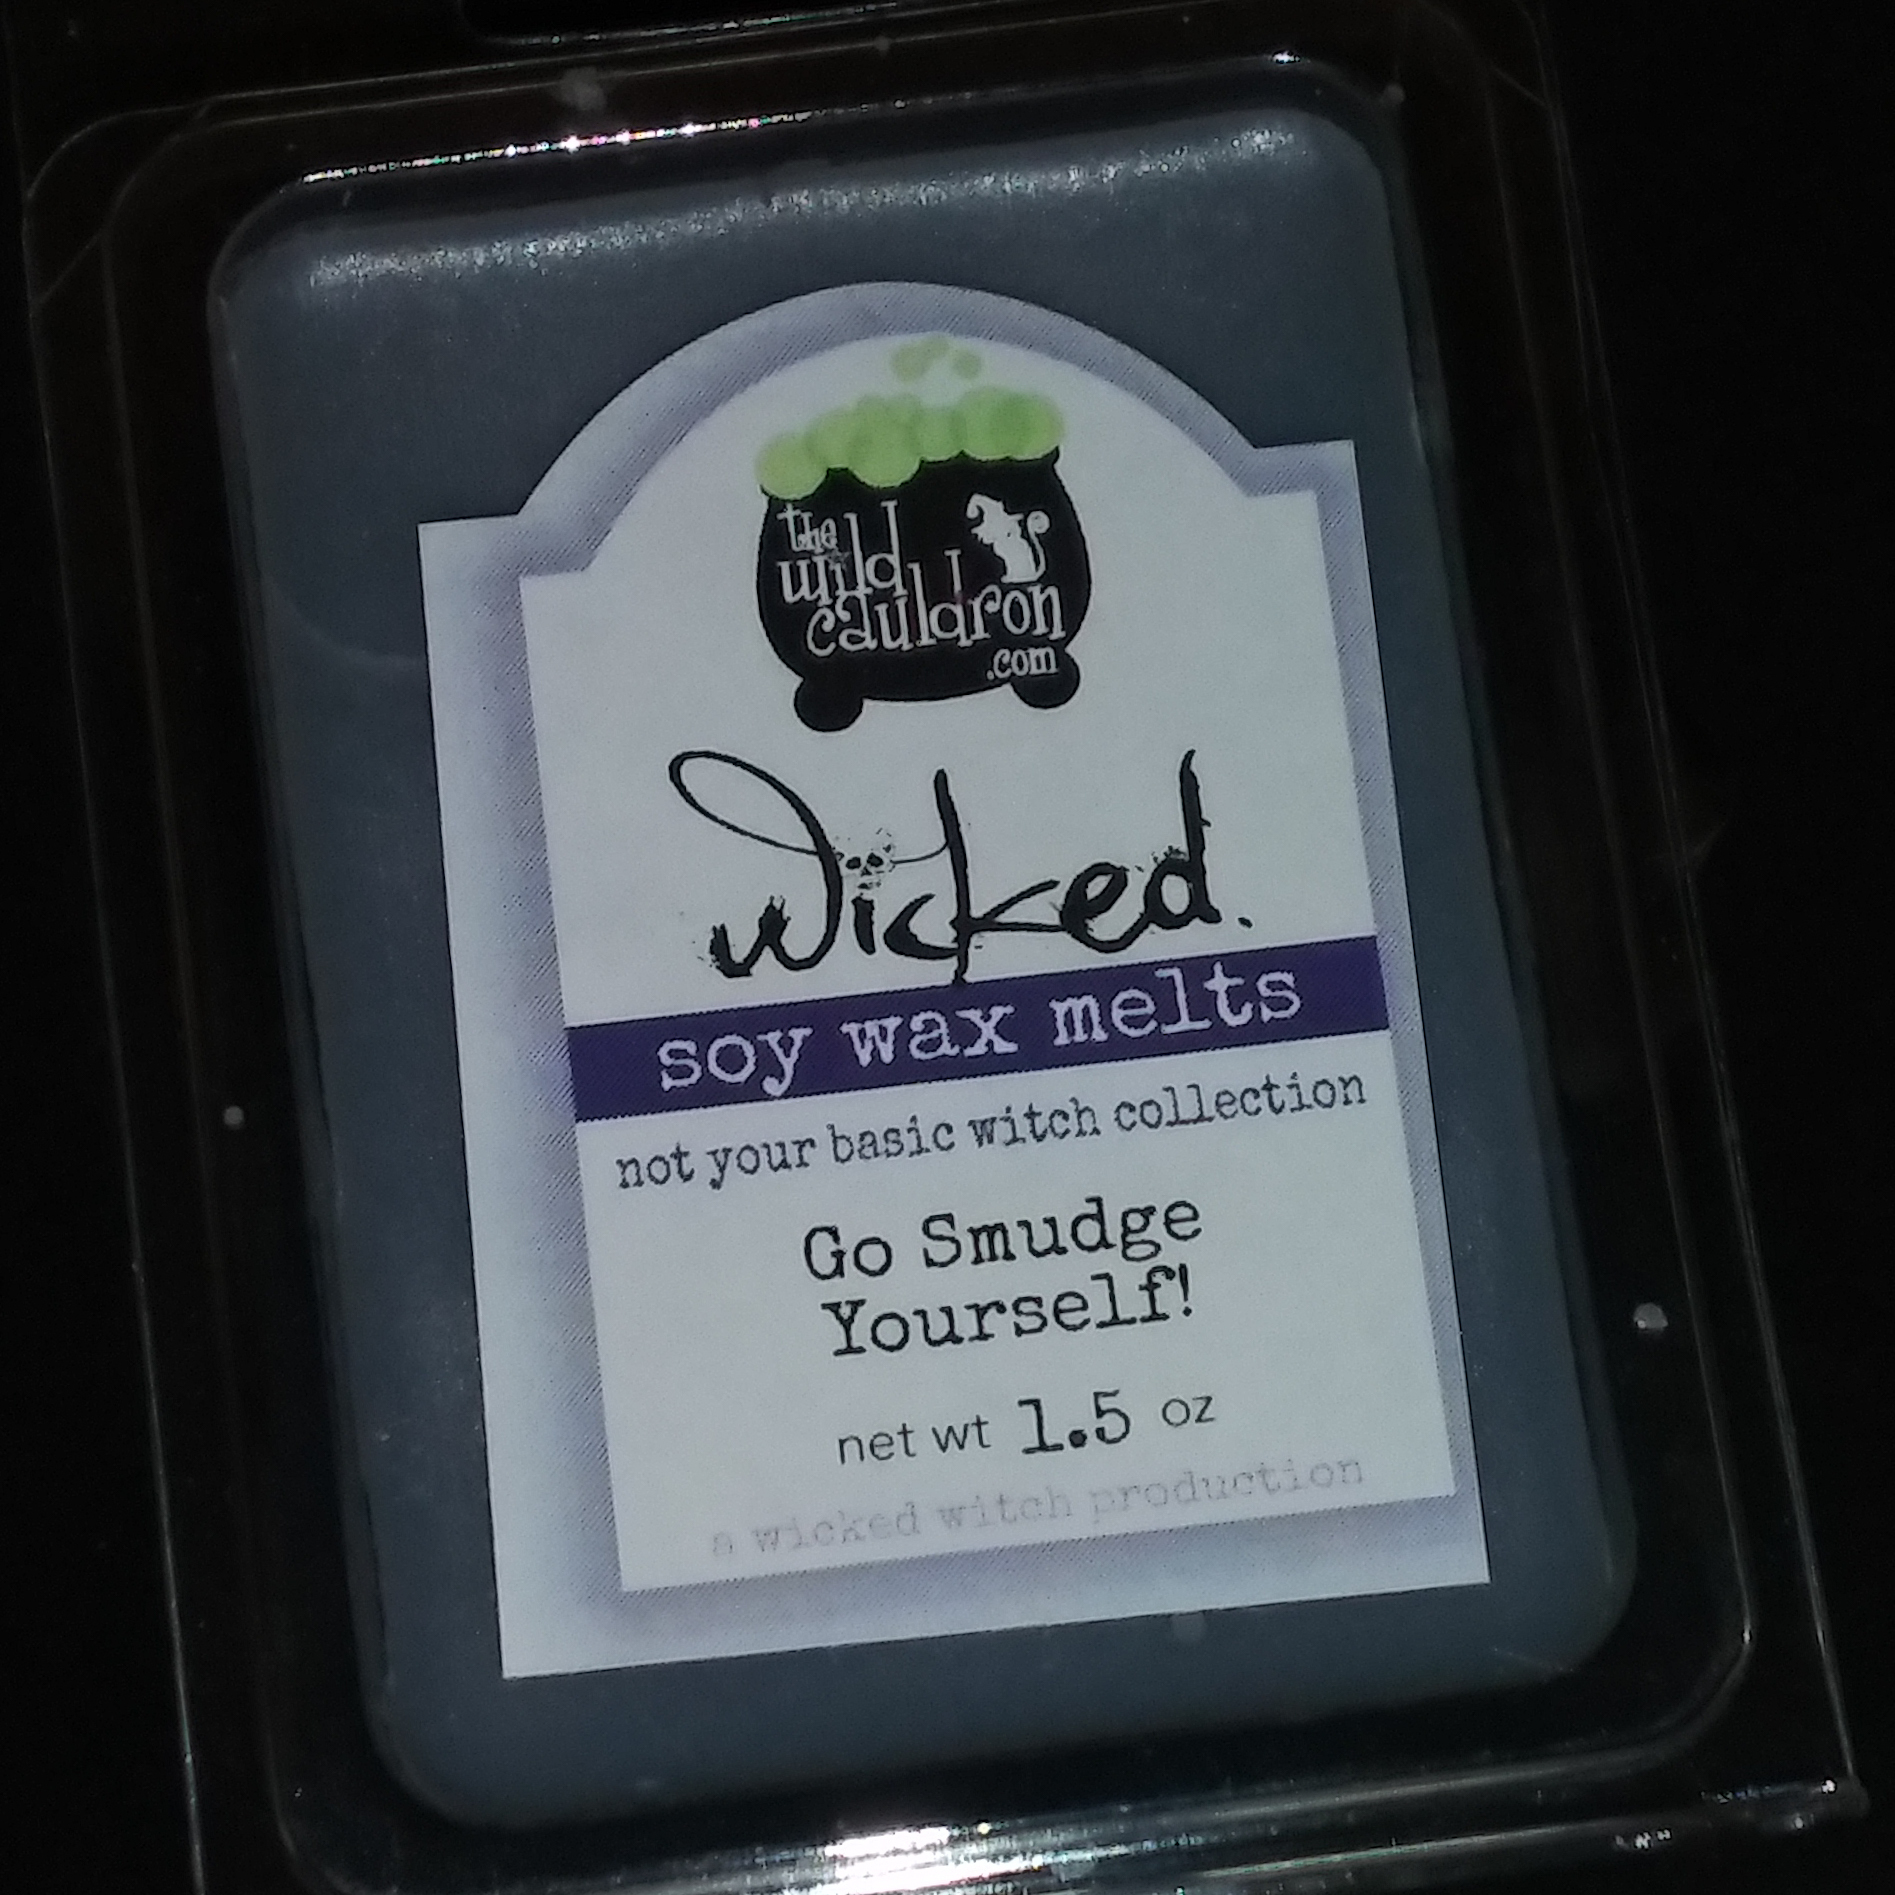 the
wild
cauldron
.com
wicked.
soy wax melts
not your basic witch collection
Go Smudge
Yourself!
net wt 1.5 oz
a wicked witch production